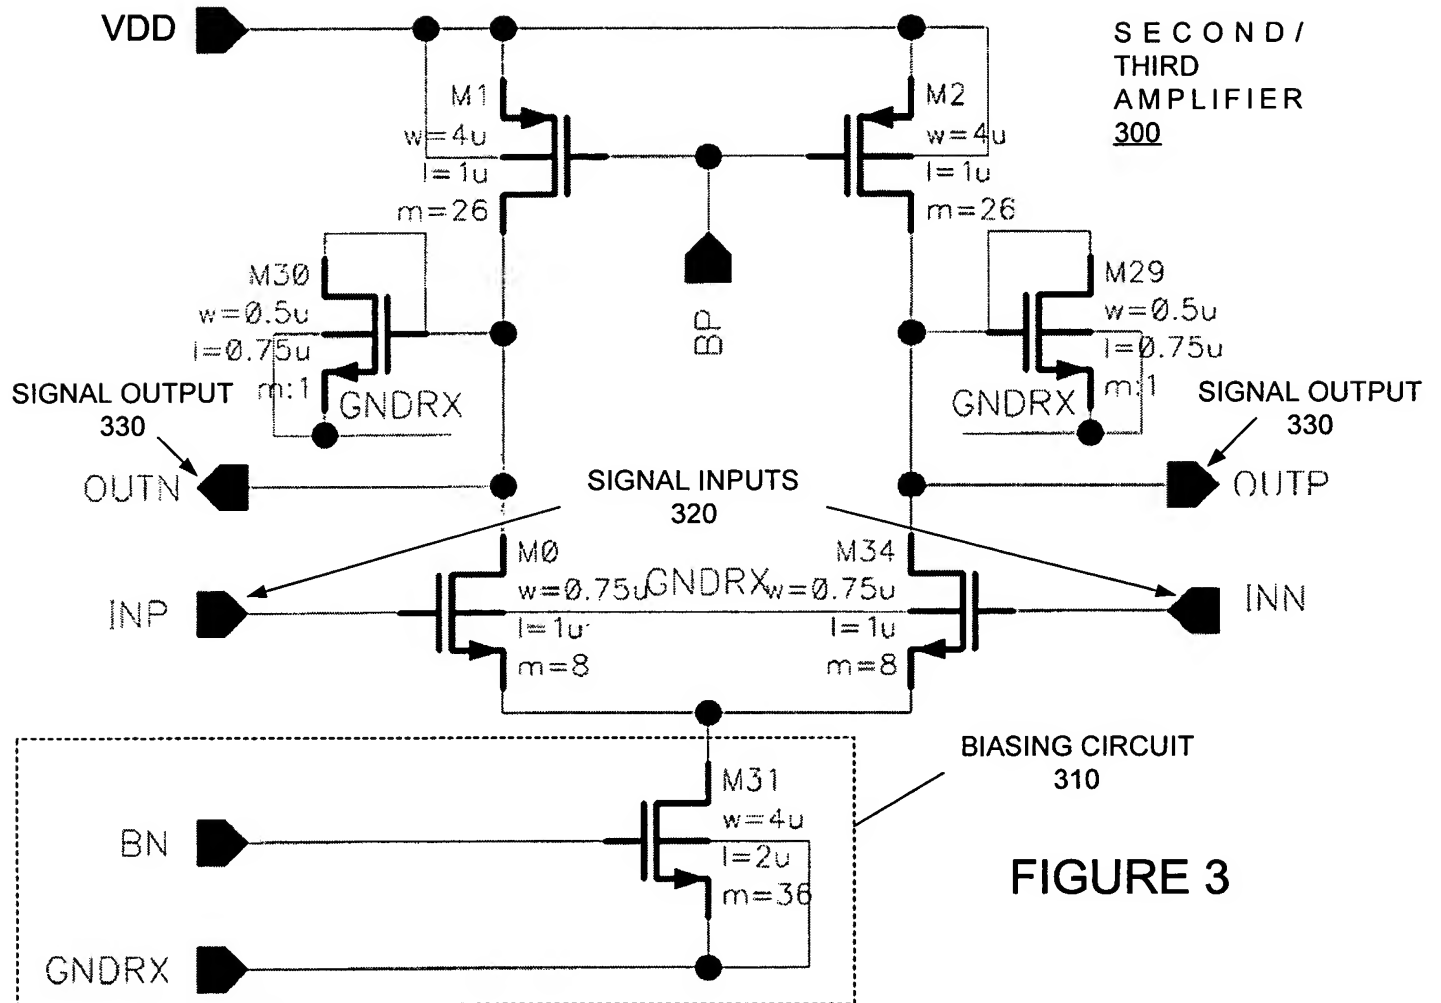 VDD
SECOND/
THIRD
AMPLIFIER
300
M1
w=4u
l=1u
m=26
M2
w=4u
l=1u
m=26
BP
M30
w=0.5u
l=0.75u
m:1
GNDRX
M29
w=0.5u
l=0.75u
m:1
GNDRX
SIGNAL OUTPUT
330
SIGNAL OUTPUT
330
OUTN
SIGNAL INPUTS
320
OUTP
M0
w=0.75u
l=1u
m=8
GNDRX
M34
w=0.75u
l=1u
m=8
INP
INN
BIASING CIRCUIT
310
M31
w=4u
l=2u
m=36
BN
GNDRX
FIGURE 3